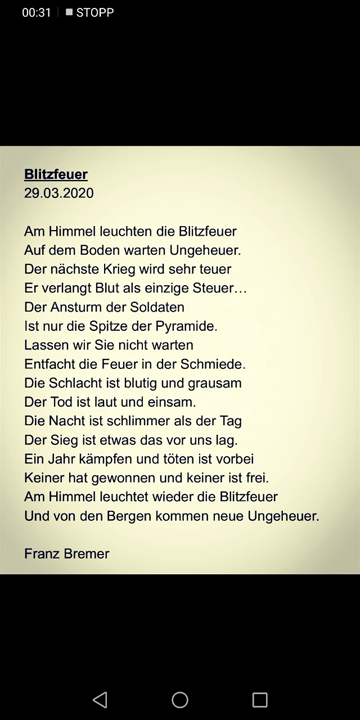 00:31 STOPP
Blitzfeuer
29.03.2020
Am Himmel leuchten die Blitzfeuer
Auf dem Boden warten Ungeheuer.
Der nächste Krieg wird sehr teuer
Er verlangt Blut als einzige Steuer…
Der Ansturm der Soldaten
Ist nur die Spitze der Pyramide.
Lassen wir Sie nicht warten
Entfacht die Feuer in der Schmiede.
Die Schlacht ist blutig und grausam
Der Tod ist laut und einsam.
Die Nacht ist schlimmer als der Tag
Der Sieg ist etwas das vor uns lag.
Ein Jahr kämpfen und töten ist vorbei
Keiner hat gewonnen und keiner ist frei.
Am Himmel leuchtet wieder die Blitzfeuer
Und von den Bergen kommen neue Ungeheuer.
Franz Bremer